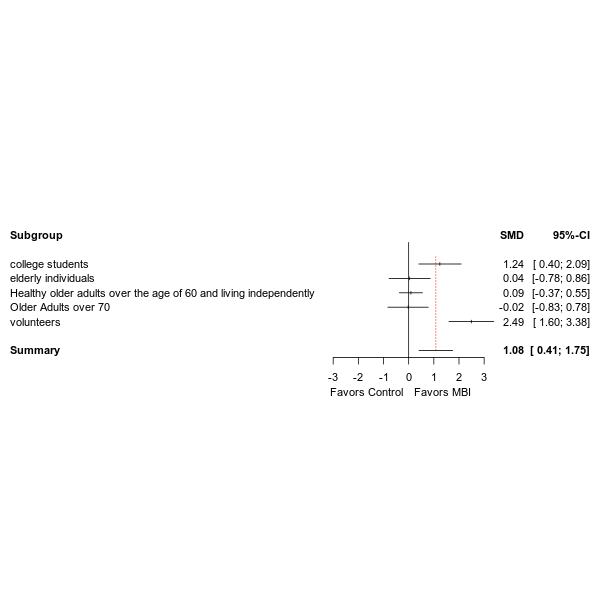 Subgroup SMD 95%-CI
college students 1.24 [ 0.40; 2.09]
elderly individuals 0.04 [-0.78; 0.86]
Healthy older adults over the age of 60 and living independently 0.09 [-0.37; 0.55]
Older Adults over 70 -0.02 [-0.83; 0.78]
volunteers 2.49 [ 1.60; 3.38]
Summary 1.08 [ 0.41; 1.75]
-3 -2 -1 0 1 2 3
Favors Control Favors MBI